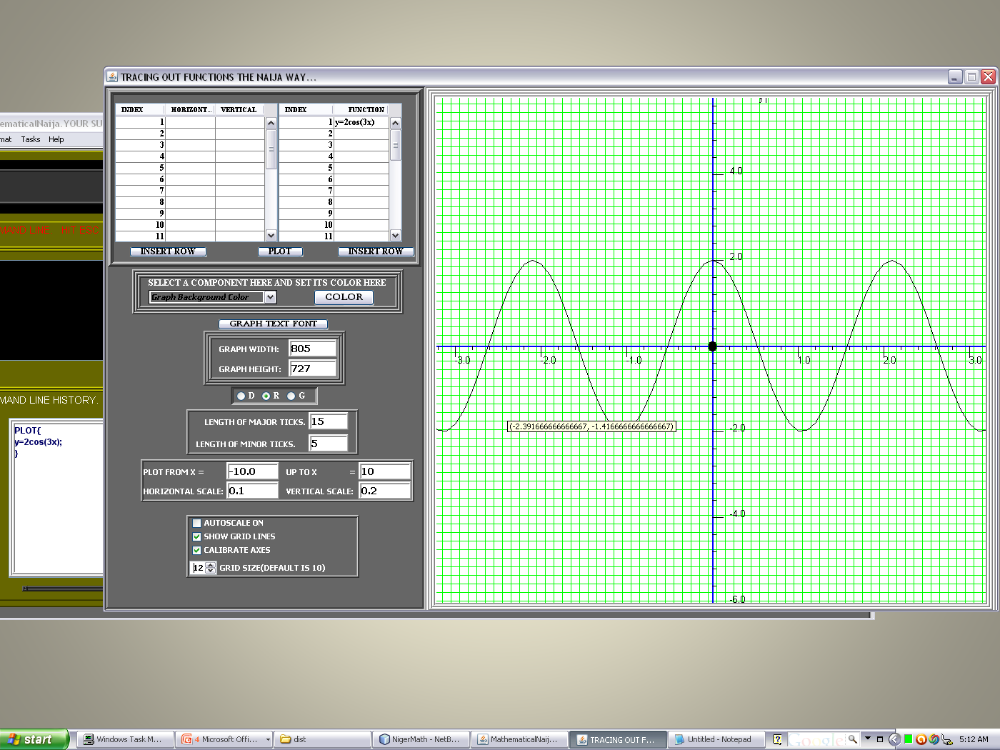 TRACING OUT FUNCTIONS THE NAIJA WAY...
ematicalNaija.YOUR SU
mat Tasks Help
MAND LINE. HIT ESC
MAND LINE HISTORY.
PLOT{
y=2cos(3x);
}
INDEX HORIZONT... VERTICAL INDEX FUNCTION
1 1 y=2cos(3x)
2 2
3 3
4 4
5 5
6 6
7 7
8 8
9 9
10 10
11 11
INSERT ROW PLOT INSERT ROW
SELECT A COMPONENT HERE AND SET ITS COLOR HERE
Graph Background Color COLOR
GRAPH TEXT FONT
GRAPH WIDTH: 805
GRAPH HEIGHT: 727
D R G
LENGTH OF MAJOR TICKS. 15
LENGTH OF MINOR TICKS. 5
PLOT FROM X = -10.0 UP TO X = 10
HORIZONTAL SCALE: 0.1 VERTICAL SCALE: 0.2
AUTOSCALE ON
SHOW GRID LINES
CALIBRATE AXES
12 GRID SIZE(DEFAULT IS 10)
4.0
2.0
-3.0 -2.0 -1.0 1.0 2.0 3.0
(-2.391666666666667, -1.4166666666666667)
-2.0
-4.0
-6.0
start Windows Task M... 4 Microsoft Offi... dist NigerMath - NetB... MathematicalNaij... TRACING OUT F... Untitled - Notepad Google 5:12 AM